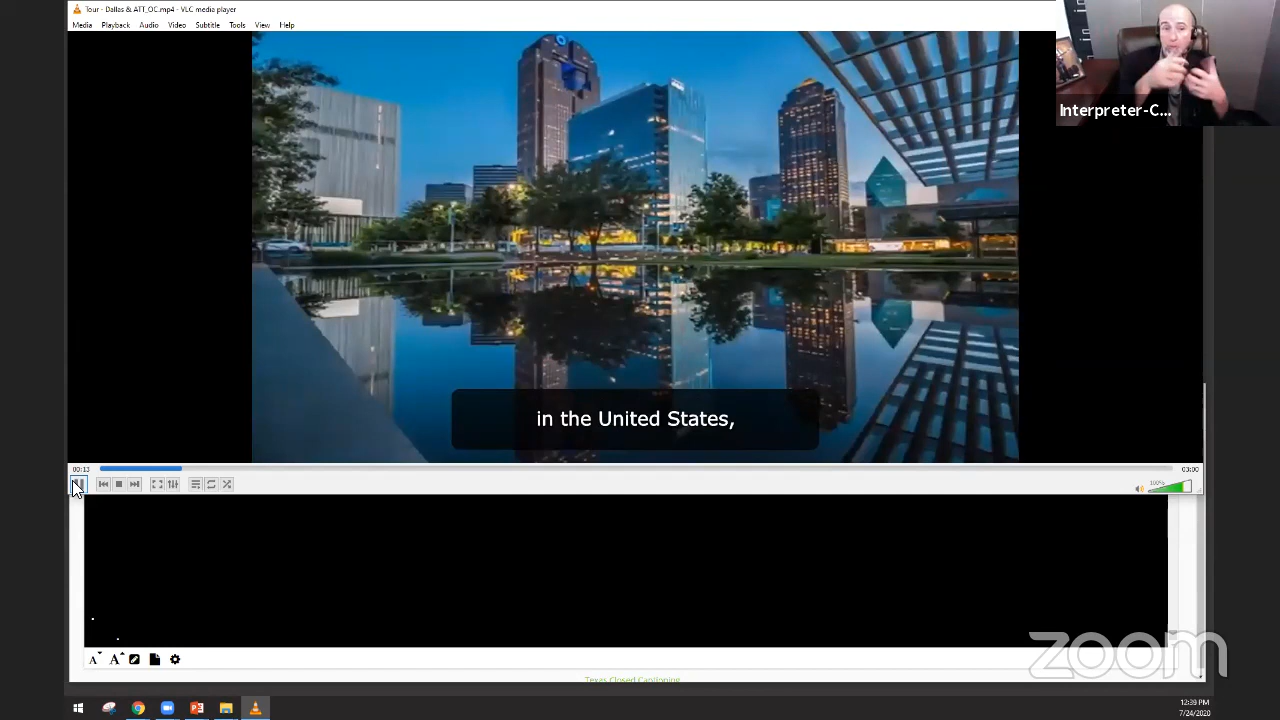 Tour - Dallas & ATT_OC.mp4 - VLC media player
Media Playback Audio Video Subtitle Tools View Help
Interpreter-C...
in the United States,
00:13
03:00
100%
A A
zoom
Texas Closed Captioning
12:39 PM
7/24/2020